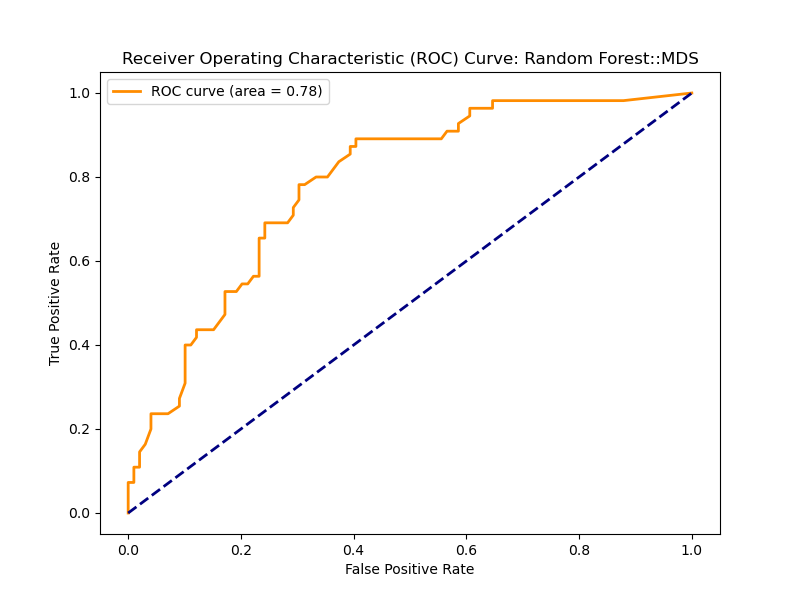 Receiver Operating Characteristic (ROC) Curve: Random Forest::MDS
ROC curve (area = 0.78)
True Positive Rate
1.0
0.8
0.6
0.4
0.2
0.0
0.0 0.2 0.4 0.6 0.8 1.0
False Positive Rate